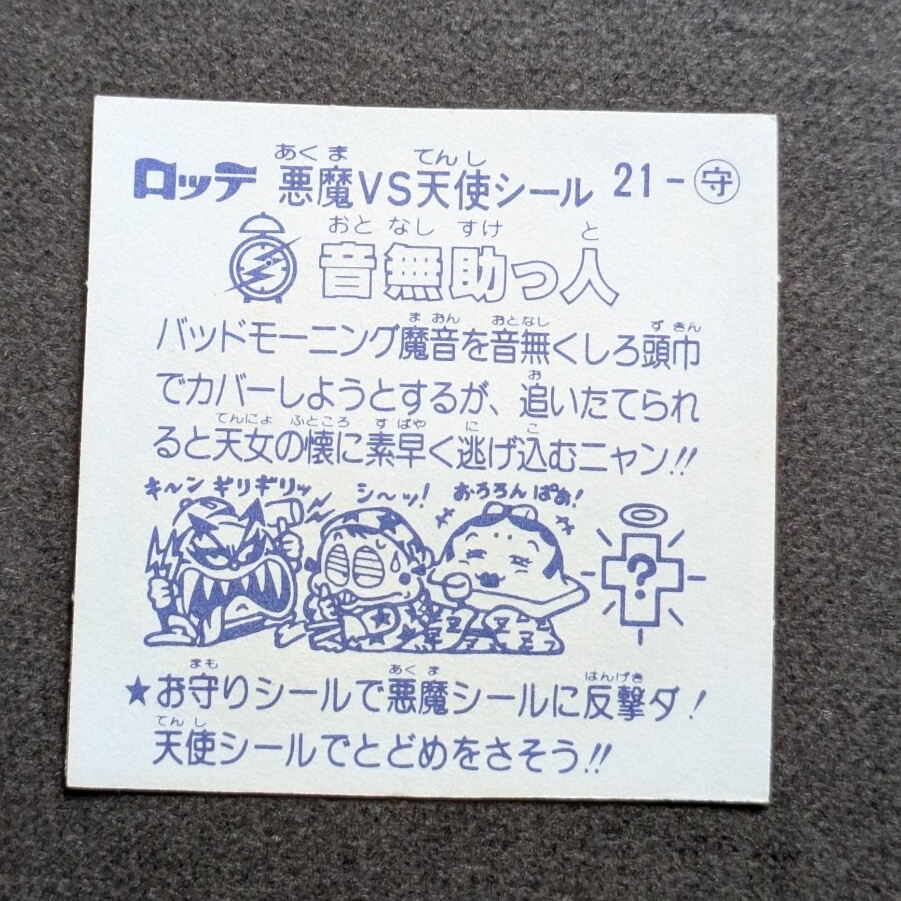 ロッテ 悪魔VS天使シール 21-守
あくま てんし
音無助っ人
おとなし すけ と
バッドモーニング魔音を音無くしろ頭巾
まおん おとなし ずきん
でカバーしようとするが、追いたてられ
お
ると天女の懐に素早く逃げ込むニャン!!
てんにょ ふところ すばや に こ
キ〜ン ギリギリッ シ〜ッ! おろろんばあ!
?
★お守りシールで悪魔シールに反撃ダ!
まも あくま はんげき
天使シールでとどめをさそう!!
てんし